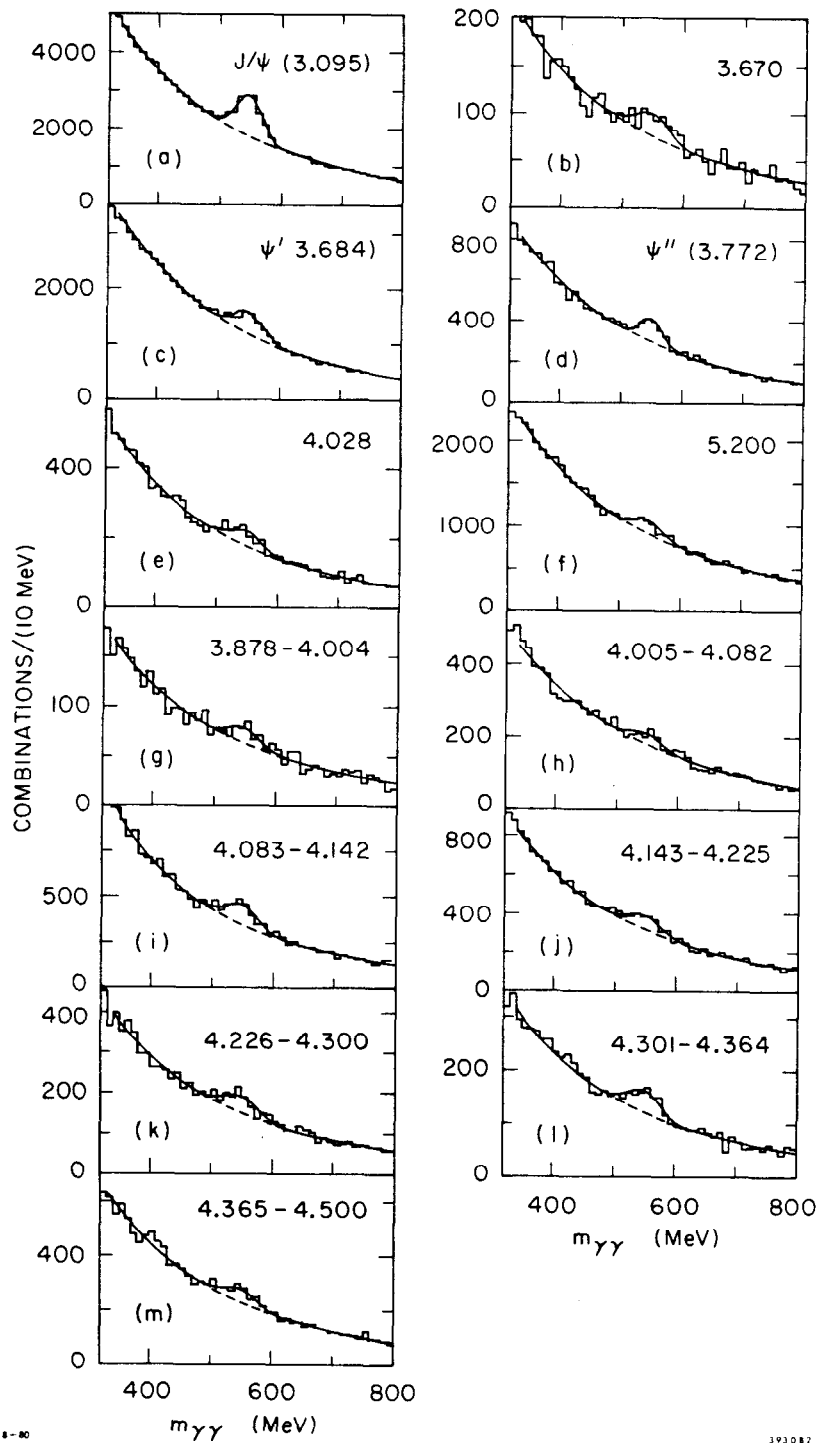 COMBINATIONS/(10 MeV)
4000
2000
0
J/ψ (3.095)
(a)
200
100
0
3.670
(b)
2000
0
ψ' 3.684)
(c)
800
400
0
ψ'' (3.772)
(d)
400
0
4.028
(e)
2000
1000
0
5.200
(f)
100
0
3.878-4.004
(g)
400
200
0
4.005-4.082
(h)
500
0
4.083-4.142
(i)
800
400
0
4.143-4.225
(j)
400
200
0
4.226-4.300
(k)
200
0
4.301-4.364
(l)
400 600 800
mγγ (MeV)
400
0
4.365-4.500
(m)
400 600 800
mγγ (MeV)
8-80
393087